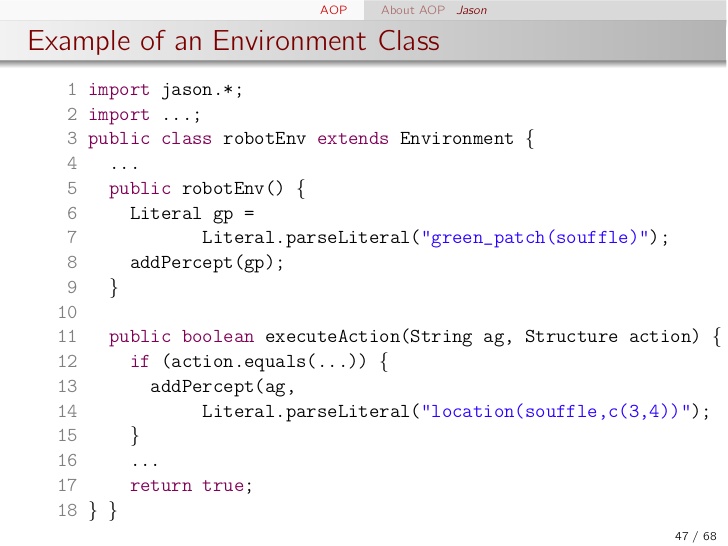 AOP About AOP Jason
Example of an Environment Class
1 import jason.*;
2 import ...;
3 public class robotEnv extends Environment {
4 ...
5 public robotEnv() {
6 Literal gp =
7 Literal.parseLiteral("green_patch(souffle)");
8 addPercept(gp);
9 }
10
11 public boolean executeAction(String ag, Structure action) {
12 if (action.equals(...)) {
13 addPercept(ag,
14 Literal.parseLiteral("location(souffle,c(3,4))");
15 }
16 ...
17 return true;
18 } }
47 / 68